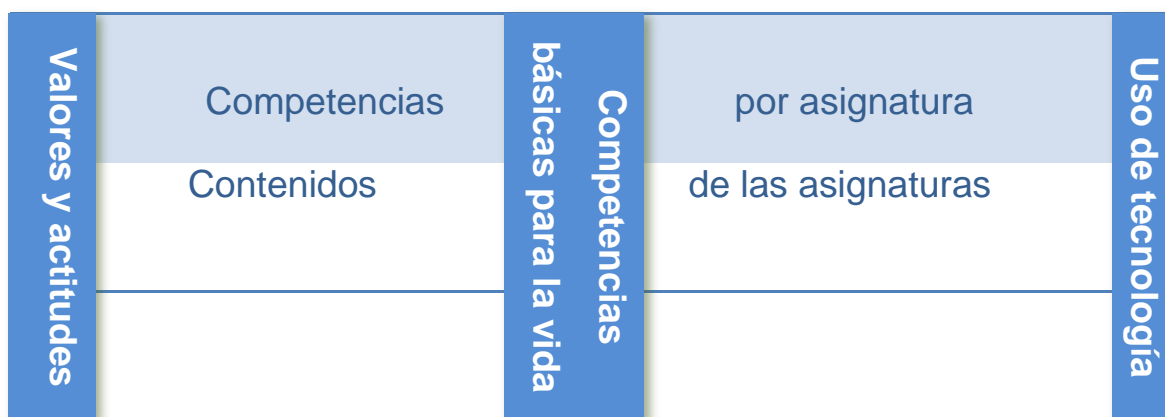 Valores y actitudes
Competencias
Contenidos
Competencias
básicas para la vida
por asignatura
de las asignaturas
Uso de tecnología